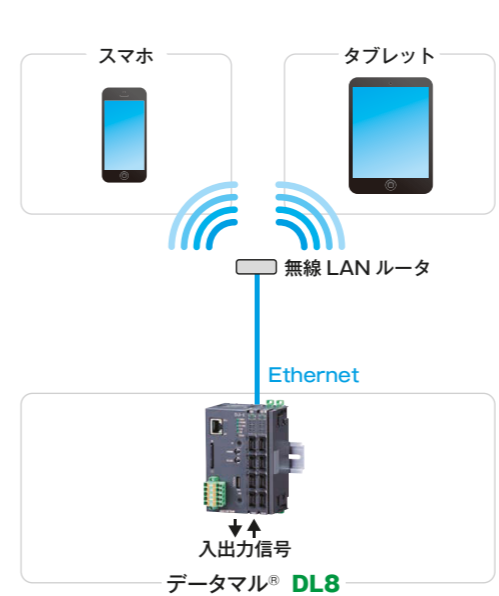 スマホ
タブレット
無線 LAN ルータ
Ethernet
入出力信号
データマル® DL8